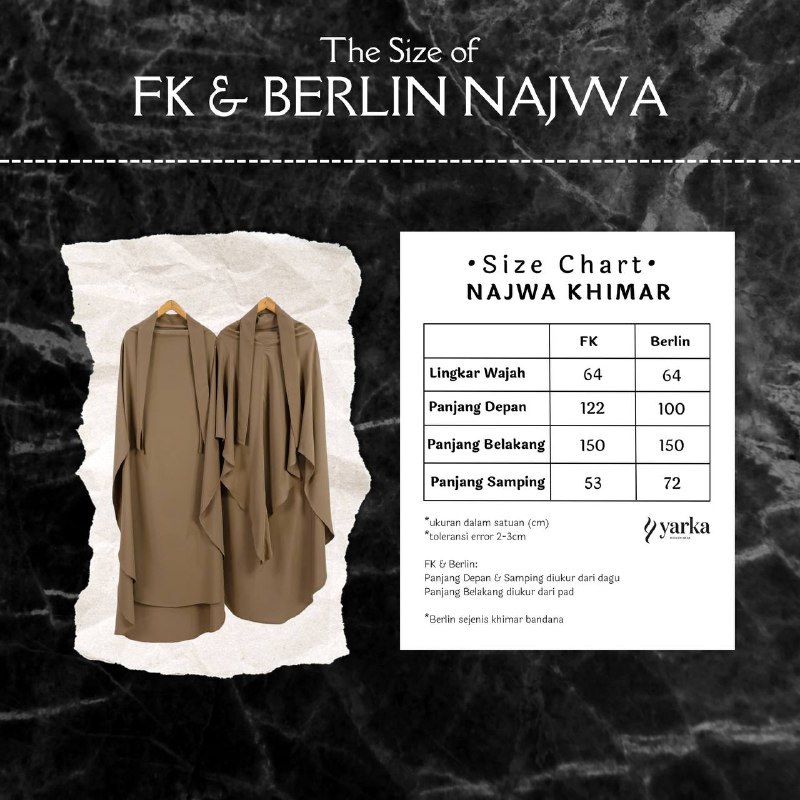 The Size of
FK & BERLIN NAJWA
•Size Chart•
NAJWA KHIMAR
FK Berlin
Lingkar Wajah 64 64
Panjang Depan 122 100
Panjang Belakang 150 150
Panjang Samping 53 72
*ukuran dalam satuan (cm)
*toleransi error 2-3cm
yarka
FK & Berlin:
Panjang Depan & Samping diukur dari dagu
Panjang Belakang diukur dari pad
*Berlin sejenis khimar bandana